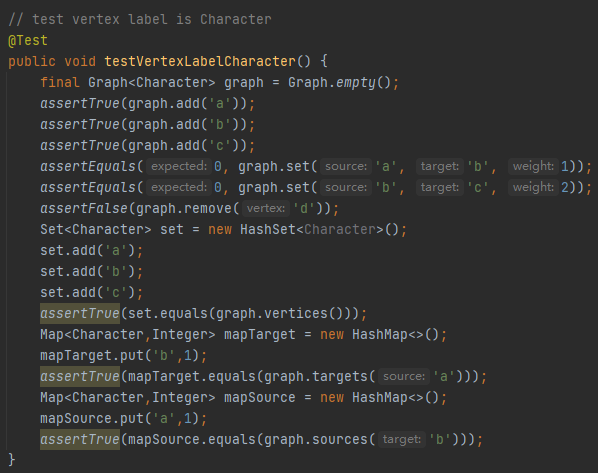 // test vertex label is Character
@Test
public void testVertexLabelCharacter() {
    final Graph<Character> graph = Graph.empty();
    assertTrue(graph.add('a'));
    assertTrue(graph.add('b'));
    assertTrue(graph.add('c'));
    assertEquals( expected: 0, graph.set( source: 'a', target: 'b', weight: 1));
    assertEquals( expected: 0, graph.set( source: 'b', target: 'c', weight: 2));
    assertFalse(graph.remove( vertex: 'd'));
    Set<Character> set = new HashSet<Character>();
    set.add('a');
    set.add('b');
    set.add('c');
    assertTrue(set.equals(graph.vertices()));
    Map<Character,Integer> mapTarget = new HashMap<>();
    mapTarget.put('b',1);
    assertTrue(mapTarget.equals(graph.targets( source: 'a')));
    Map<Character,Integer> mapSource = new HashMap<>();
    mapSource.put('a',1);
    assertTrue(mapSource.equals(graph.sources( target: 'b')));
}